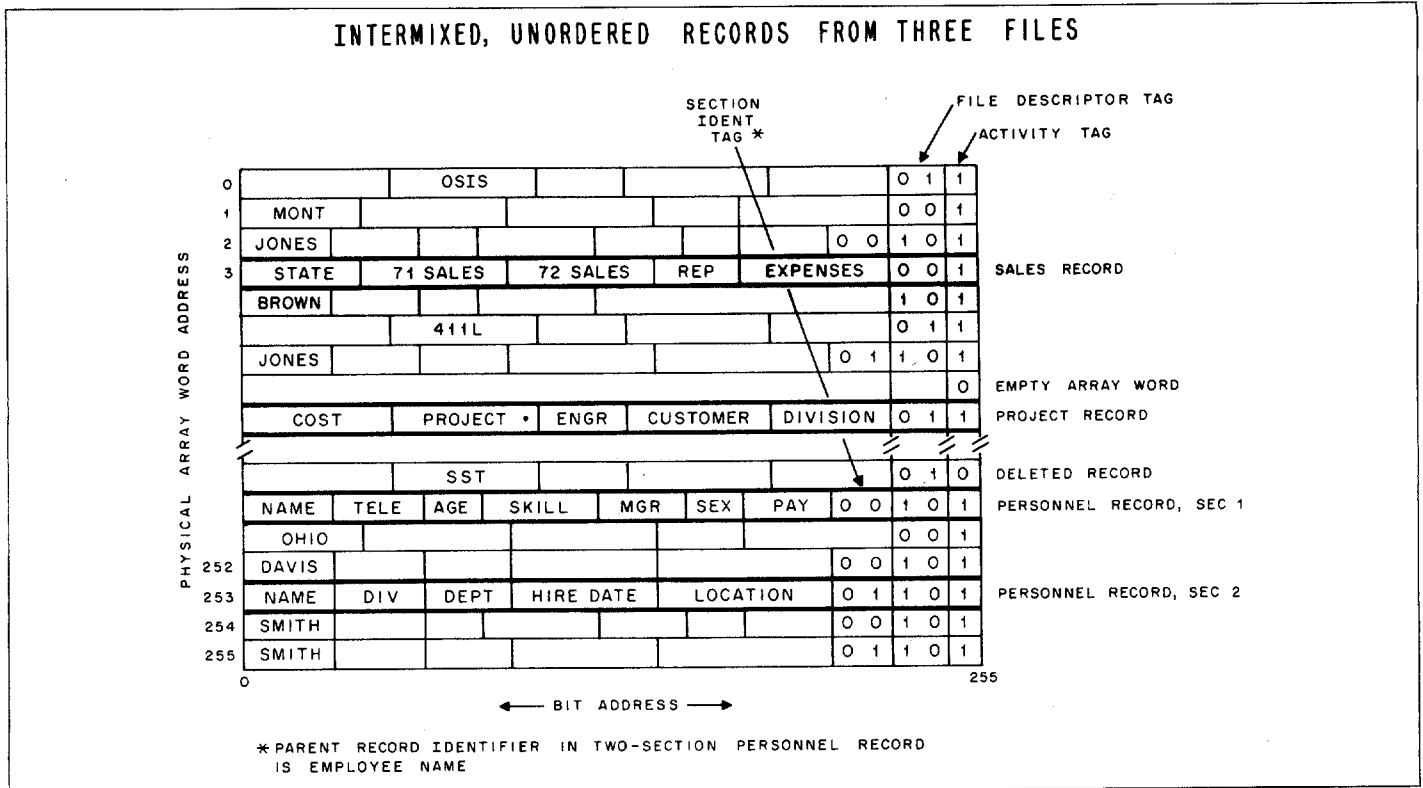 INTERMIXED, UNORDERED RECORDS FROM THREE FILES
SECTION IDENT TAG *
FILE DESCRIPTOR TAG
ACTIVITY TAG
PHYSICAL ARRAY WORD ADDRESS
0 OSIS 0 1 1
1 MONT 0 0 1
2 JONES 0 0 1 0 1
3 STATE 71 SALES 72 SALES REP EXPENSES 0 0 1 SALES RECORD
BROWN 1 0 1
411L 0 1 1
JONES 0 1 1 0 1
0 EMPTY ARRAY WORD
COST PROJECT ENGR CUSTOMER DIVISION 0 1 1 PROJECT RECORD
SST 0 1 0 DELETED RECORD
NAME TELE AGE SKILL MGR SEX PAY 0 0 1 0 1 PERSONNEL RECORD, SEC 1
OHIO 0 0 1
252 DAVIS 0 0 1 0 1
253 NAME DIV DEPT HIRE DATE LOCATION 0 1 1 0 1 PERSONNEL RECORD, SEC 2
254 SMITH 0 0 1 0 1
255 SMITH 0 1 1 0 1
0 255
BIT ADDRESS
* PARENT RECORD IDENTIFIER IN TWO-SECTION PERSONNEL RECORD
IS EMPLOYEE NAME